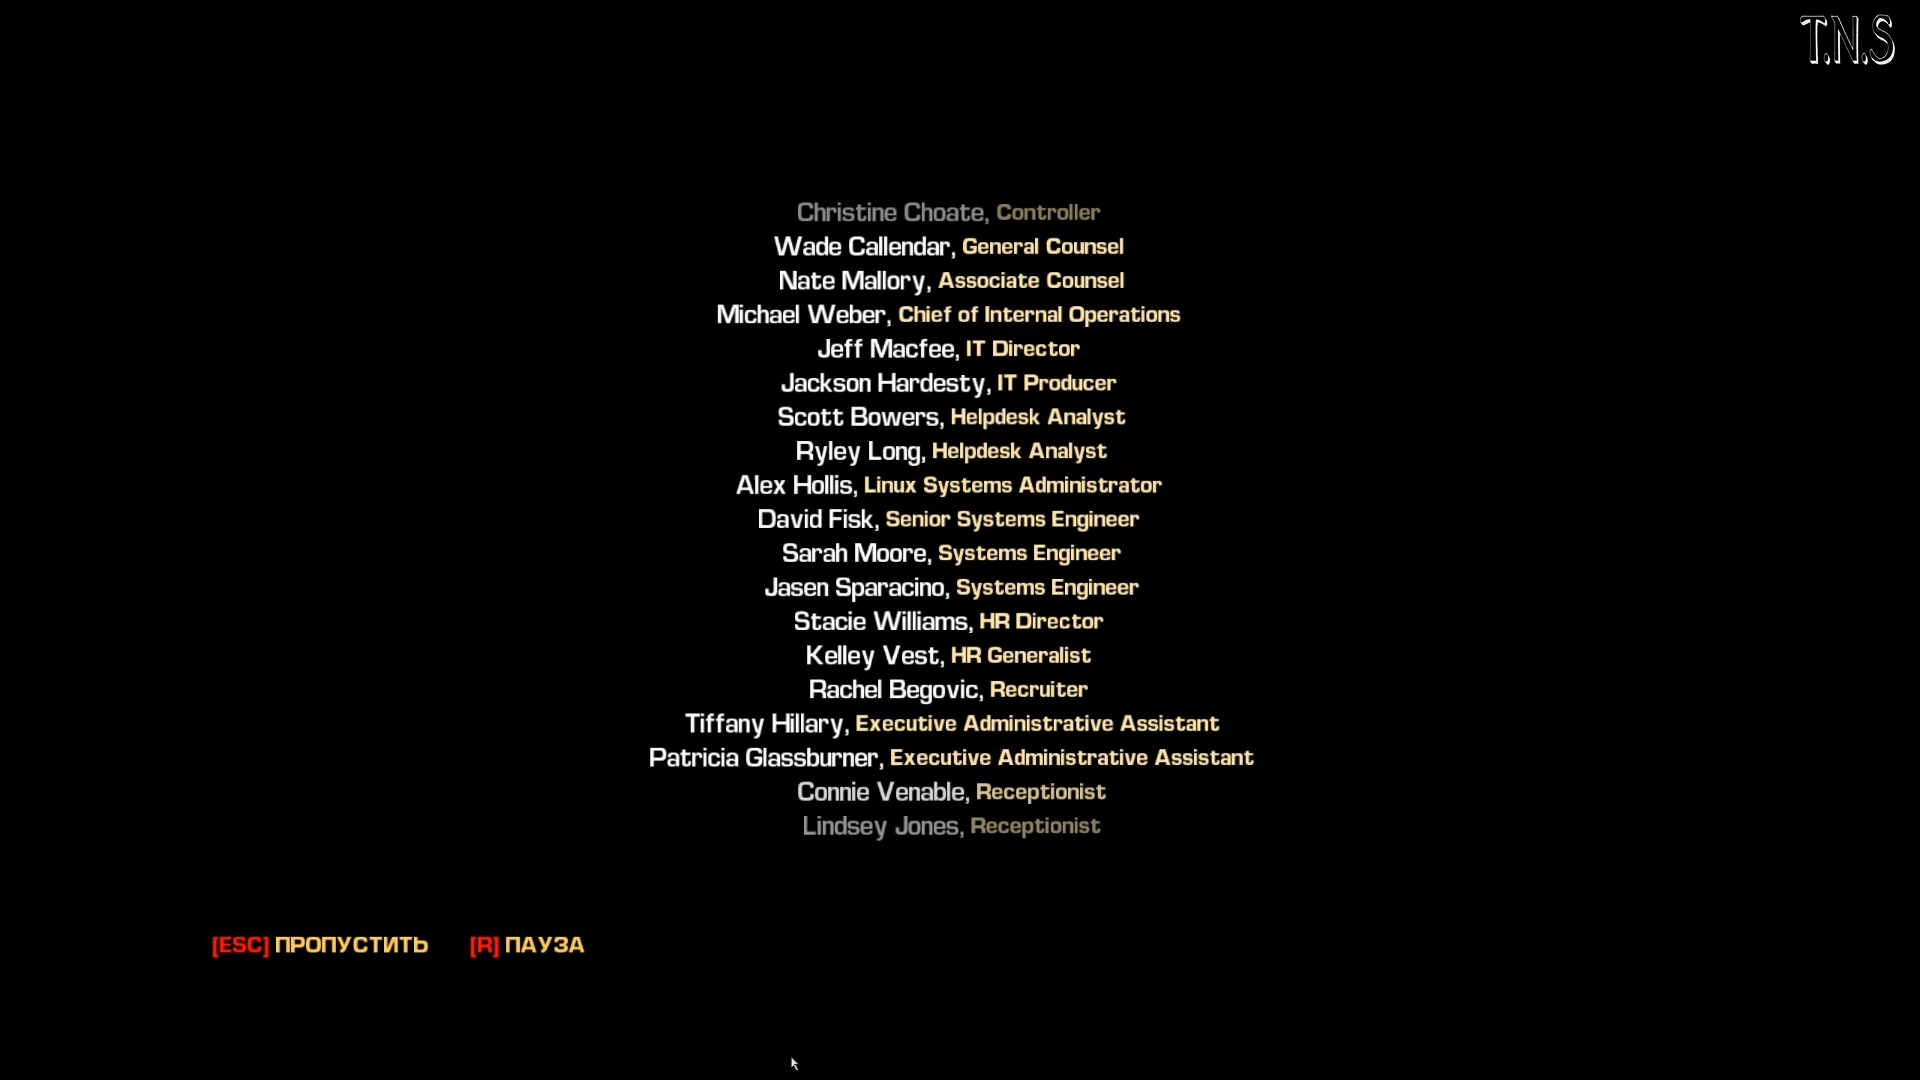 T.N.S
Christine Choate, Controller
Wade Callendar, General Counsel
Nate Mallory, Associate Counsel
Michael Weber, Chief of Internal Operations
Jeff Macfee, IT Director
Jackson Hardesty, IT Producer
Scott Bowers, Helpdesk Analyst
Ryley Long, Helpdesk Analyst
Alex Hollis, Linux Systems Administrator
David Fisk, Senior Systems Engineer
Sarah Moore, Systems Engineer
Jasen Sparacino, Systems Engineer
Stacie Williams, HR Director
Kelley Vest, HR Generalist
Rachel Begovic, Recruiter
Tiffany Hillary, Executive Administrative Assistant
Patricia Glassburner, Executive Administrative Assistant
Connie Venable, Receptionist
Lindsey Jones, Receptionist
[ESC] ПРОПУСТИТЬ [R] ПАУЗА